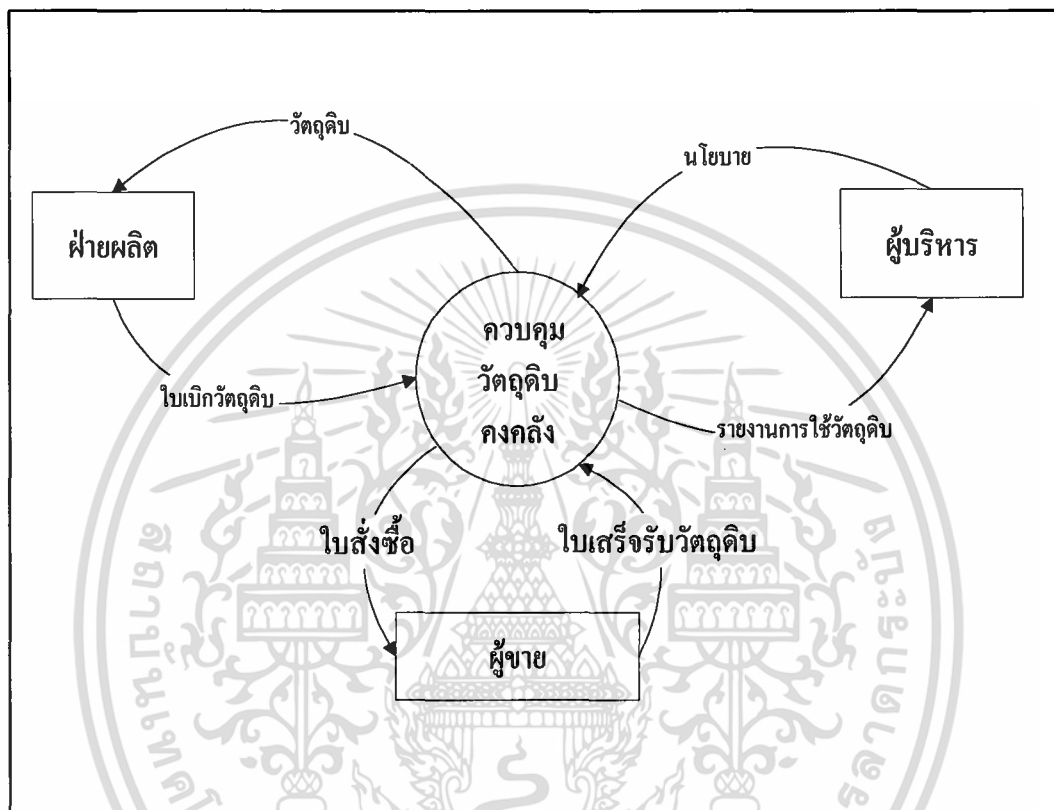 วัตถุดิบ
นโยบาย
ฝ่ายผลิต
ผู้บริหาร
ควบคุม
วัตถุดิบ
คงคลัง
ใบเบิกวัตถุดิบ
รายงานการใช้วัตถุดิบ
ใบสั่งซื้อ
ใบเสร็จรับวัตถุดิบ
ผู้ขาย